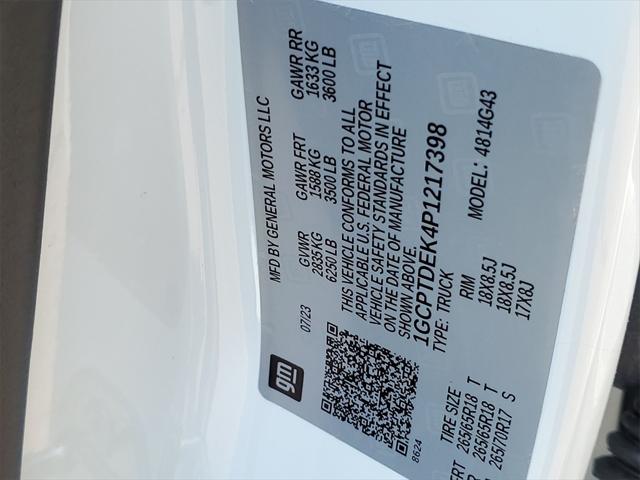 gm
07/23
MFD BY GENERAL MOTORS LLC
GVWR GAWR FRT GAWR RR
2835 KG 1588 KG 1633 KG
6250 LB 3500 LB 3600 LB
THIS VEHICLE CONFORMS TO ALL
APPLICABLE U.S. FEDERAL MOTOR
VEHICLE SAFETY STANDARDS IN EFFECT
ON THE DATE OF MANUFACTURE
SHOWN ABOVE.
1GCPTDEK4P1217398
TYPE: TRUCK MODEL: 4814G43
8624
TIRE SIZE RIM
265/65R18 T 18X8.5J
265/65R18 T 18X8.5J
265/70R17 S 17X8J